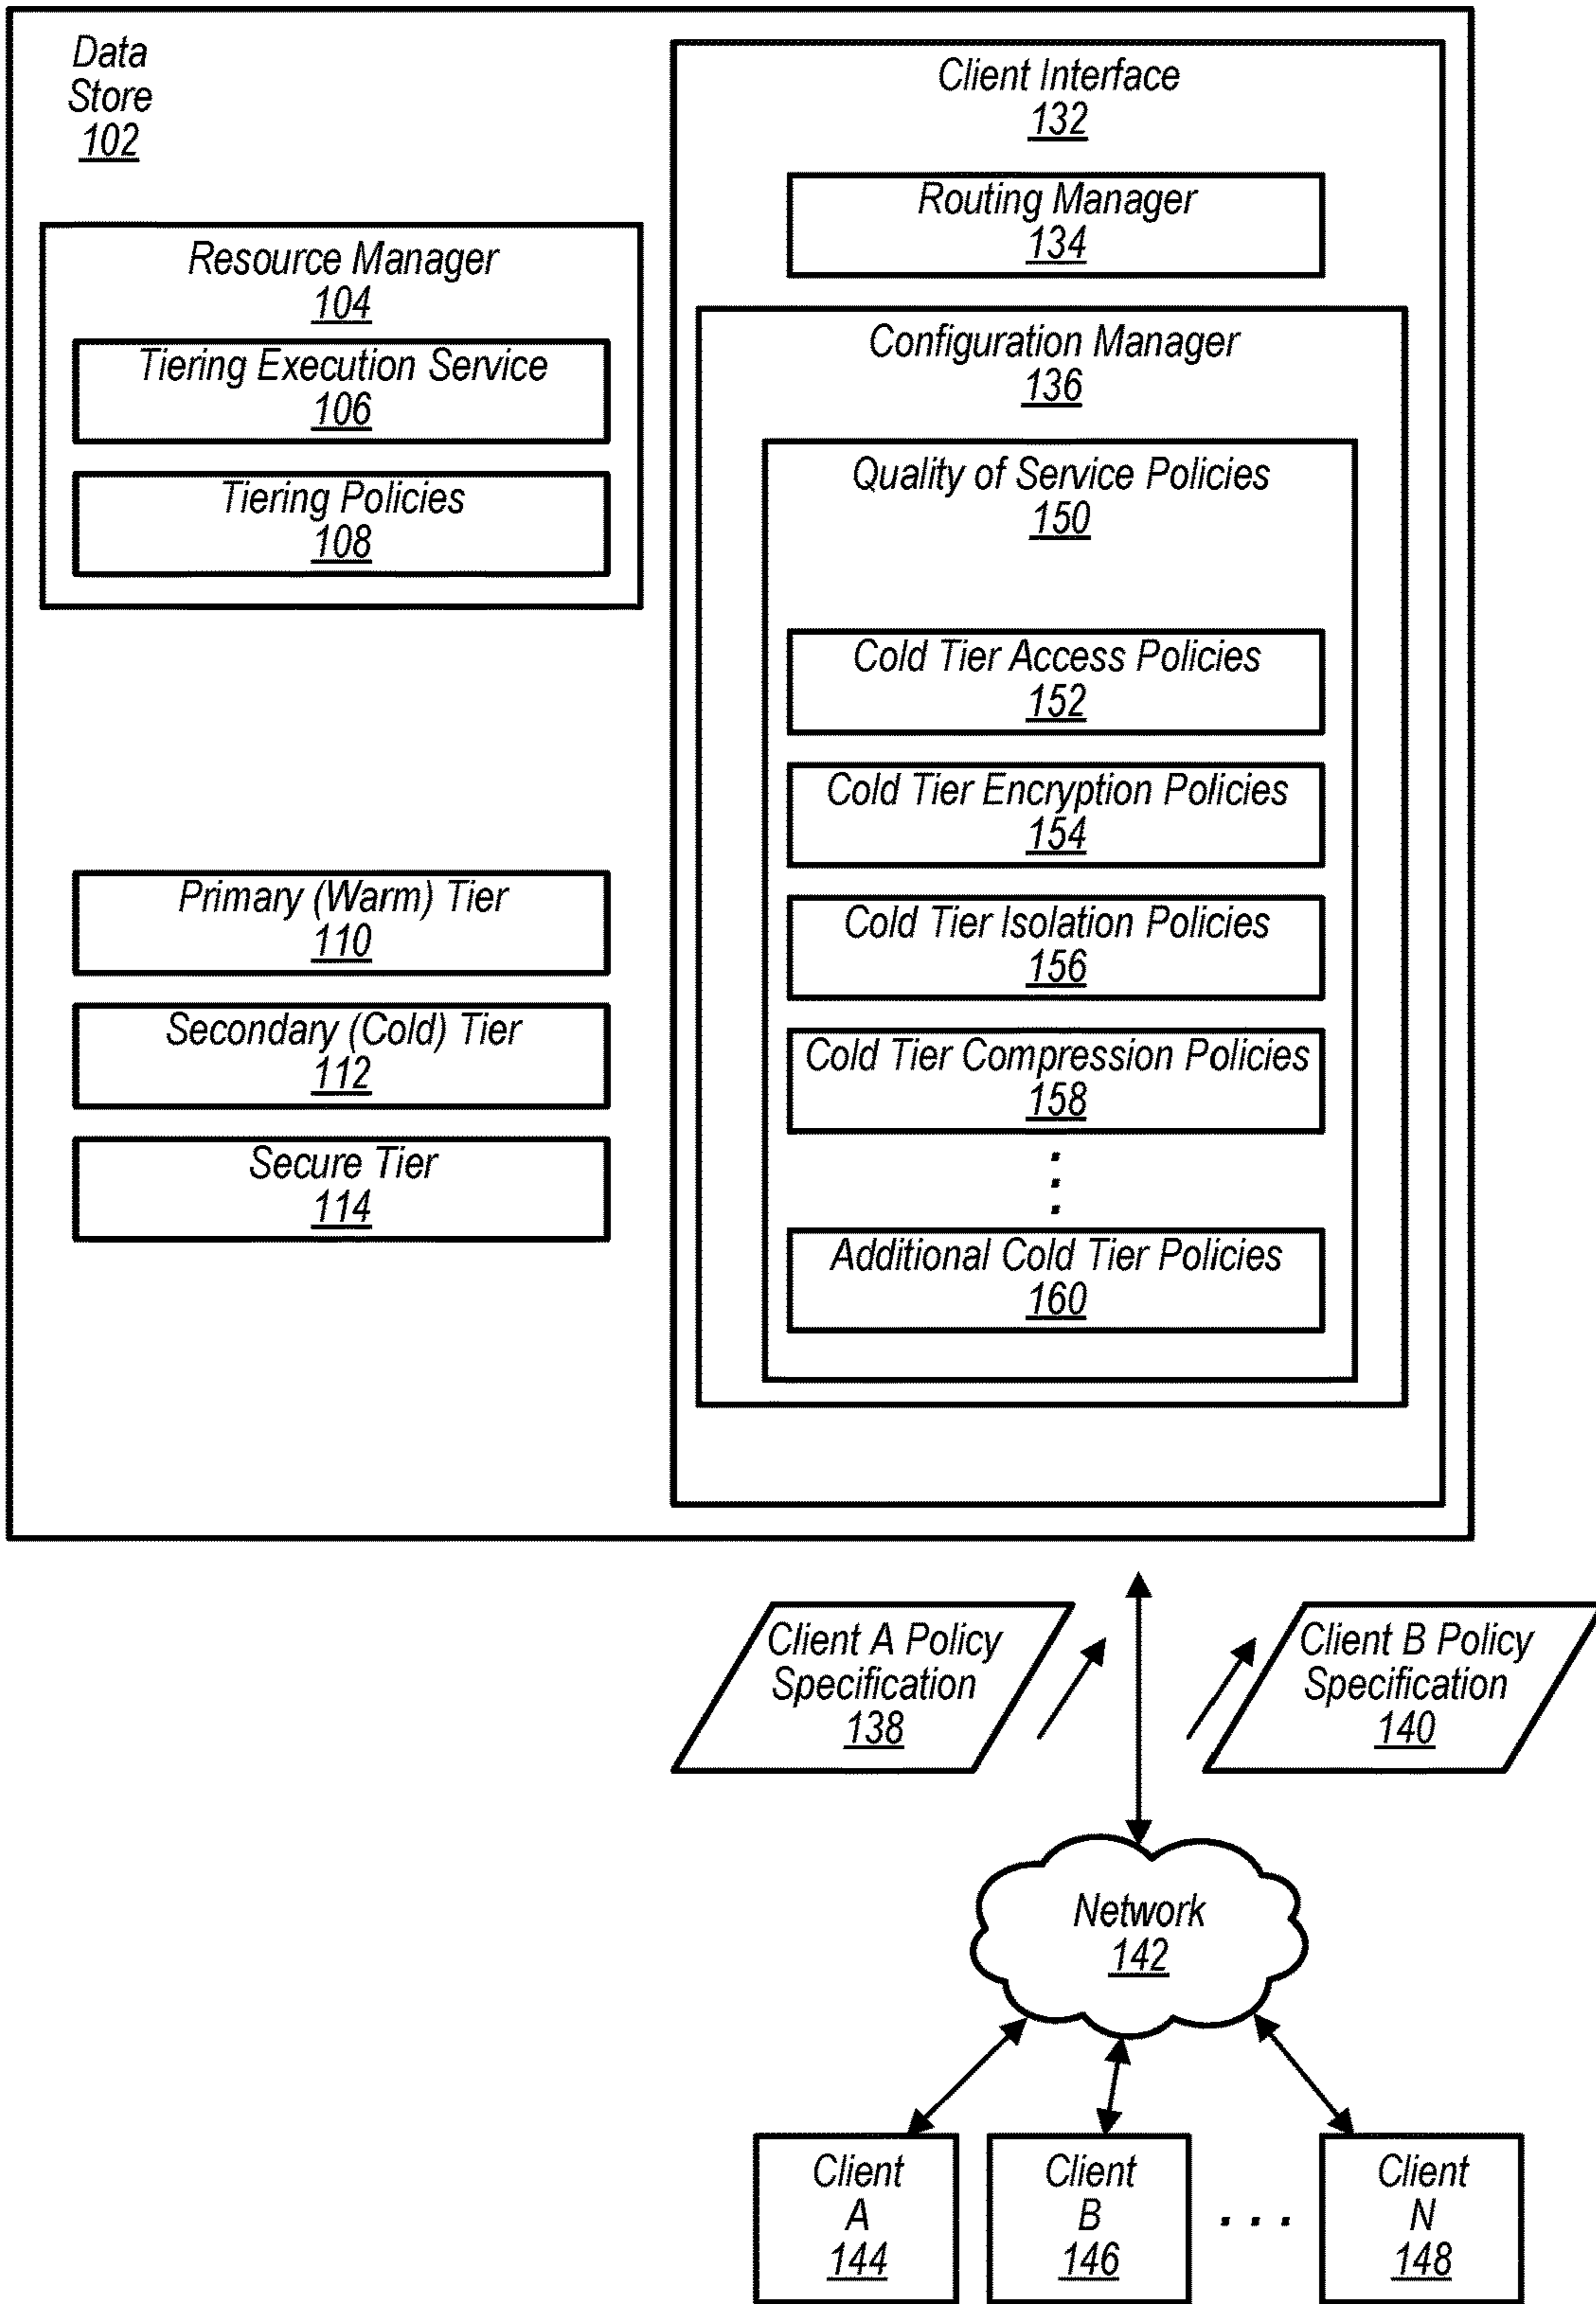 Data
Store
102
Resource Manager
104
Tiering Execution Service
106
Tiering Policies
108
Primary (Warm) Tier
110
Secondary (Cold) Tier
112
Secure Tier
114
Client Interface
132
Routing Manager
134
Configuration Manager
136
Quality of Service Policies
150
Cold Tier Access Policies
152
Cold Tier Encryption Policies
154
Cold Tier Isolation Policies
156
Cold Tier Compression Policies
158
Additional Cold Tier Policies
160
Client A Policy
Specification
138
Client B Policy
Specification
140
Network
142
Client
A
144
Client
B
146
. . .
Client
N
148